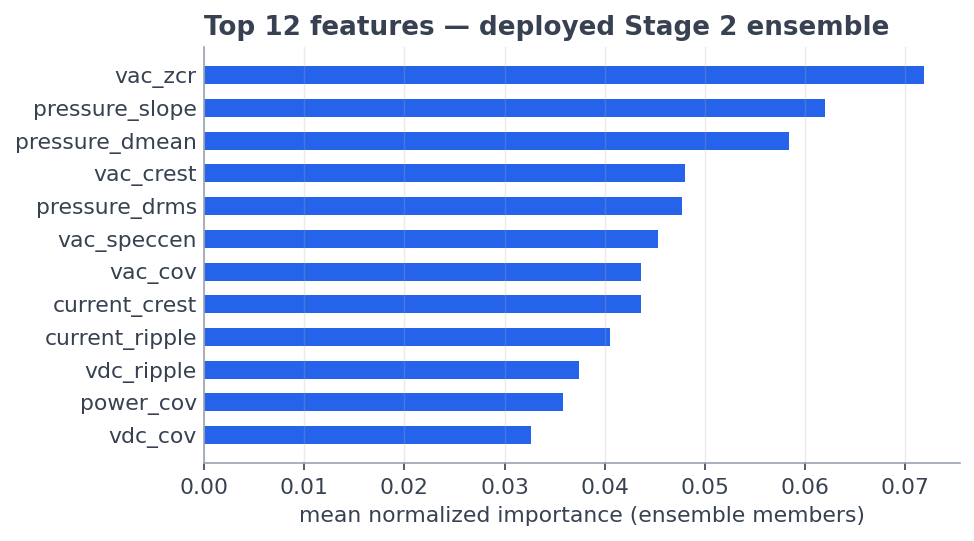 Top 12 features — deployed Stage 2 ensemble
vac_zcr
pressure_slope
pressure_dmean
vac_crest
pressure_drms
vac_speccen
vac_cov
current_crest
current_ripple
vdc_ripple
power_cov
vdc_cov
0.00 0.01 0.02 0.03 0.04 0.05 0.06 0.07
mean normalized importance (ensemble members)